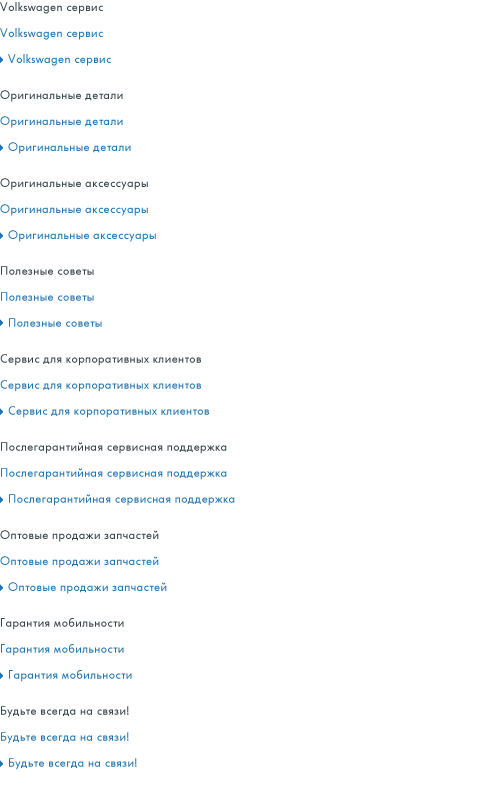 Volkswagen сервис
Volkswagen сервис
Volkswagen сервис
Оригинальные детали
Оригинальные детали
Оригинальные детали
Оригинальные аксессуары
Оригинальные аксессуары
Оригинальные аксессуары
Полезные советы
Полезные советы
Полезные советы
Сервис для корпоративных клиентов
Сервис для корпоративных клиентов
Сервис для корпоративных клиентов
Послегарантийная сервисная поддержка
Послегарантийная сервисная поддержка
Послегарантийная сервисная поддержка
Оптовые продажи запчастей
Оптовые продажи запчастей
Оптовые продажи запчастей
Гарантия мобильности
Гарантия мобильности
Гарантия мобильности
Будьте всегда на связи!
Будьте всегда на связи!
Будьте всегда на связи!